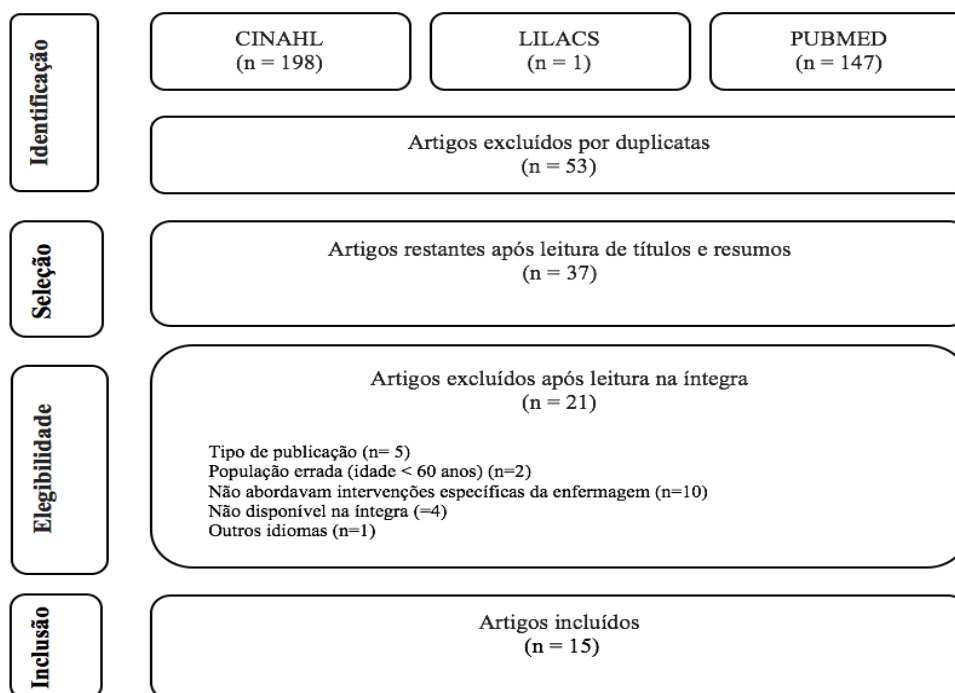 Identificação
CINAHL
(n = 198)
LILACS
(n = 1)
PUBMED
(n = 147)
Artigos excluídos por duplicatas
(n = 53)
Seleção
Artigos restantes após leitura de títulos e resumos
(n = 37)
Elegibilidade
Artigos excluídos após leitura na íntegra
(n = 21)
Tipo de publicação (n= 5)
População errada (idade < 60 anos) (n=2)
Não abordavam intervenções específicas da enfermagem (n=10)
Não disponível na íntegra (=4)
Outros idiomas (n=1)
Inclusão
Artigos incluídos
(n = 15)